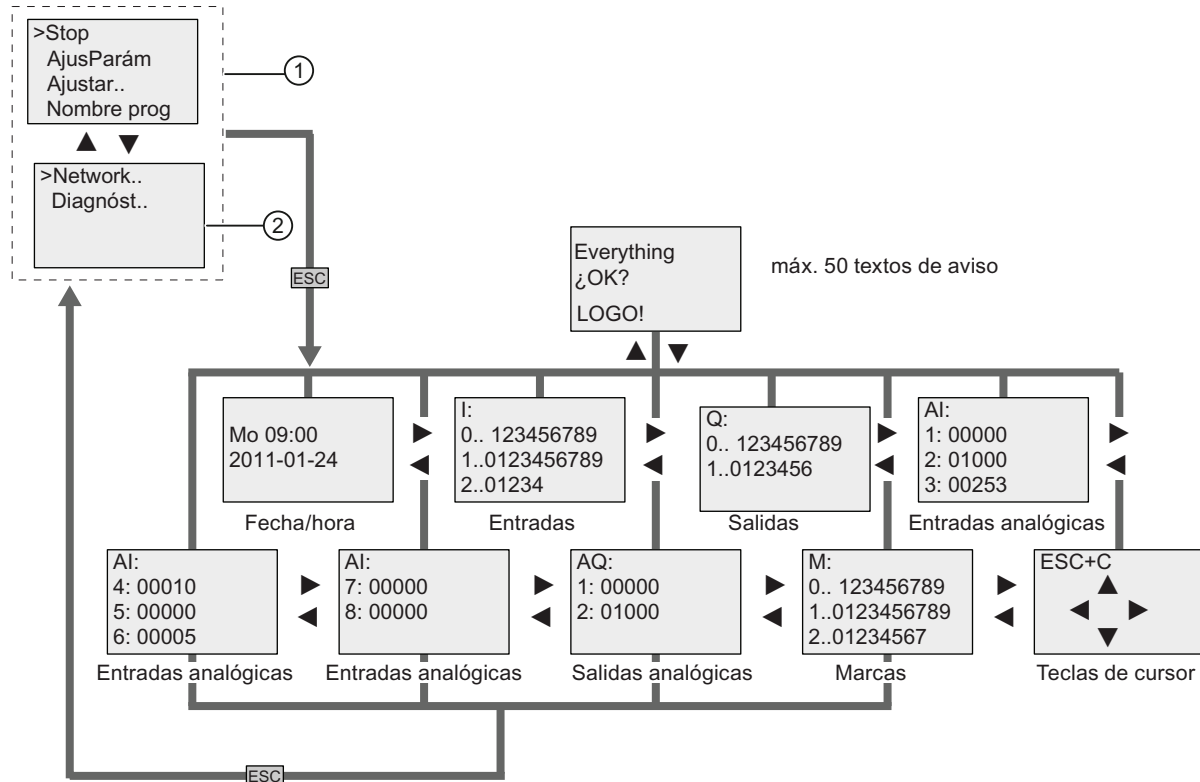 >Stop
AjusParám
Ajustar..
Nombre prog
1
>Network..
Diagnóst..
2
ESC
Everything
¿OK?
LOGO!
máx. 50 textos de aviso
Mo 09:00
2011-01-24
Fecha/hora
I:
0.. 123456789
1..0123456789
2..01234
Entradas
Q:
0.. 123456789
1..0123456
Salidas
AI:
1: 00000
2: 01000
3: 00253
Entradas analógicas
AI:
4: 00010
5: 00000
6: 00005
Entradas analógicas
AI:
7: 00000
8: 00000
Entradas analógicas
AQ:
1: 00000
2: 01000
Salidas analógicas
M:
0.. 123456789
1..0123456789
2..01234567
Marcas
ESC+C
Teclas de cursor
ESC